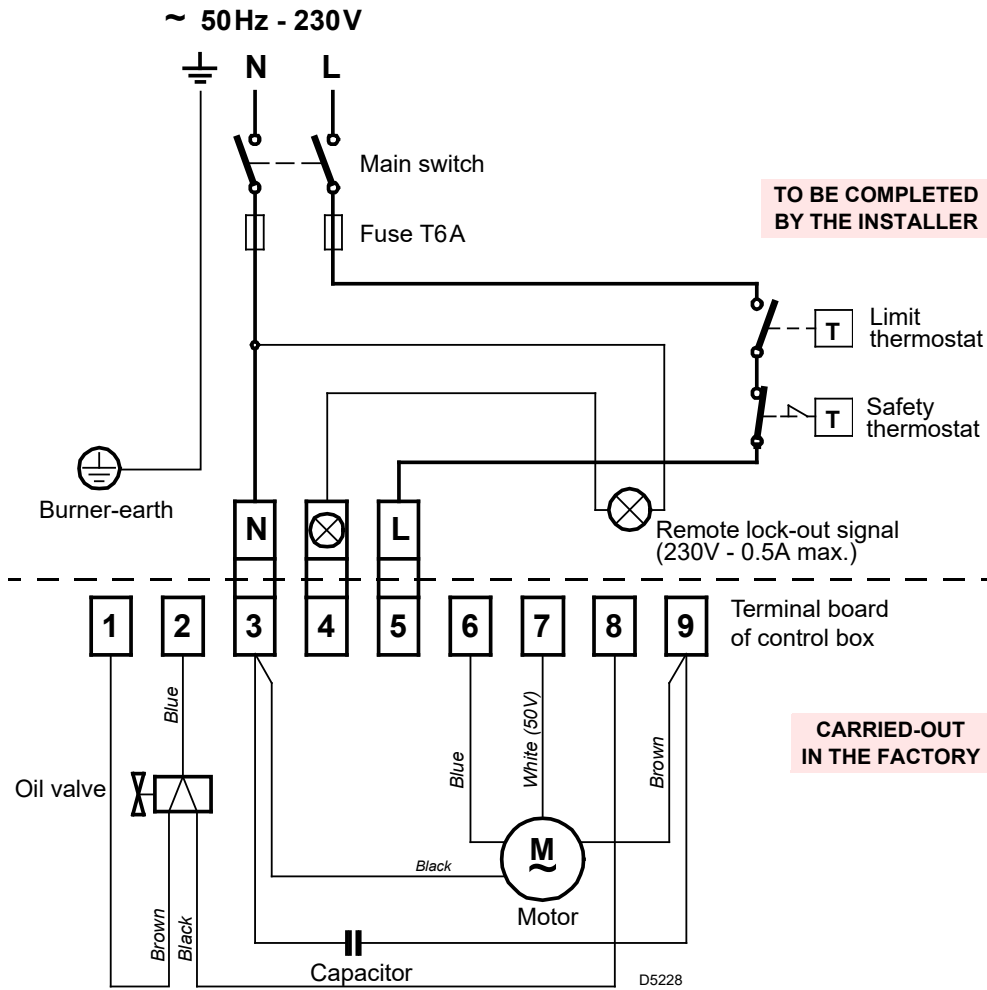 ~ 50Hz - 230V
N L
Main switch
Fuse T6A
TO BE COMPLETED
BY THE INSTALLER
T
Limit
thermostat
T
Safety
thermostat
Burner-earth
N L
Remote lock-out signal
(230V - 0.5A max.)
1 2 3 4 5 6 7 8 9
Terminal board
of control box
Blue
Blue
White (50V)
Brown
CARRIED-OUT
IN THE FACTORY
Oil valve
M
~
Black
Motor
Brown
Black
Capacitor
D5228